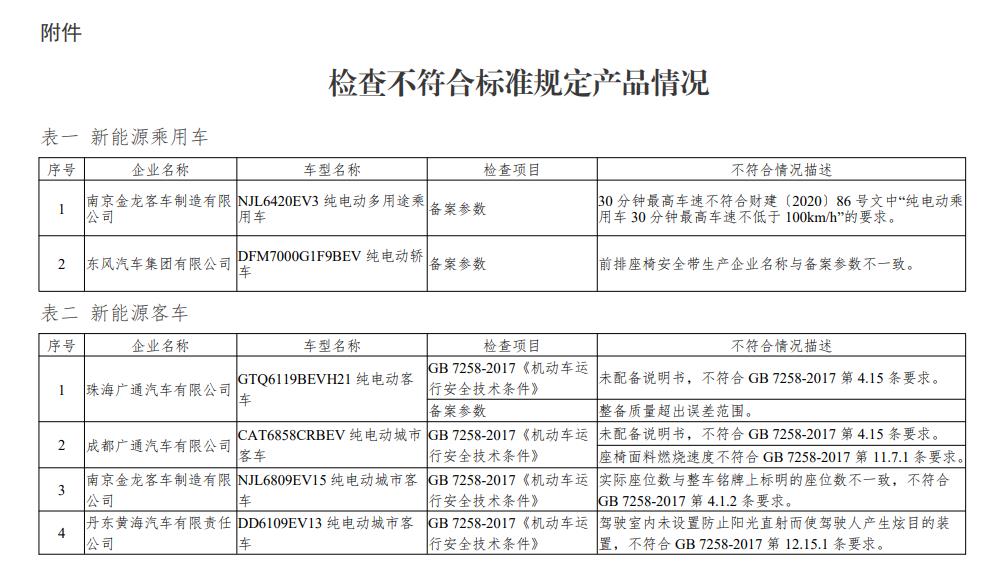 附件
检查不符合标准规定产品情况
表一 新能源乘用车
序号 企业名称 车型名称 检查项目 不符合情况描述
1
南京金龙客车制造有限
公司
NJL6420EV3 纯电动多用途乘
用车
备案参数
30 分钟最高车速不符合财建〔2020〕86 号文中“纯电动乘
用车 30 分钟最高车速不低于 100km/h”的要求。
2
东风汽车集团有限公司
DFM7000G1F9BEV 纯电动轿
车
备案参数
前排座椅安全带生产企业名称与备案参数不一致。
表二 新能源客车
序号 企业名称 车型名称 检查项目 不符合情况描述
1
珠海广通汽车有限公司
GTQ6119BEVH21 纯电动客
车
GB 7258-2017《机动车运
行安全技术条件》
未配备说明书，不符合 GB 7258-2017 第 4.15 条要求。
备案参数
整备质量超出误差范围。
2
成都广通汽车有限公司
CAT6858CRBEV 纯电动城市
客车
GB 7258-2017《机动车运
行安全技术条件》
未配备说明书，不符合 GB 7258-2017 第 4.15 条要求。
座椅面料燃烧速度不符合 GB 7258-2017 第 11.7.1 条要求。
3
南京金龙客车制造有限
公司
NJL6809EV15 纯电动城市客
车
GB 7258-2017《机动车运
行安全技术条件》
实际座位数与整车铭牌上标明的座位数不一致，不符合
GB 7258-2017 第 4.1.2 条要求。
4
丹东黄海汽车有限责任
公司
DD6109EV13 纯电动城市客
车
GB 7258-2017《机动车运
行安全技术条件》
驾驶室内未设置防止阳光直射而使驾驶人产生炫目的装
置，不符合 GB 7258-2017 第 12.15.1 条要求。